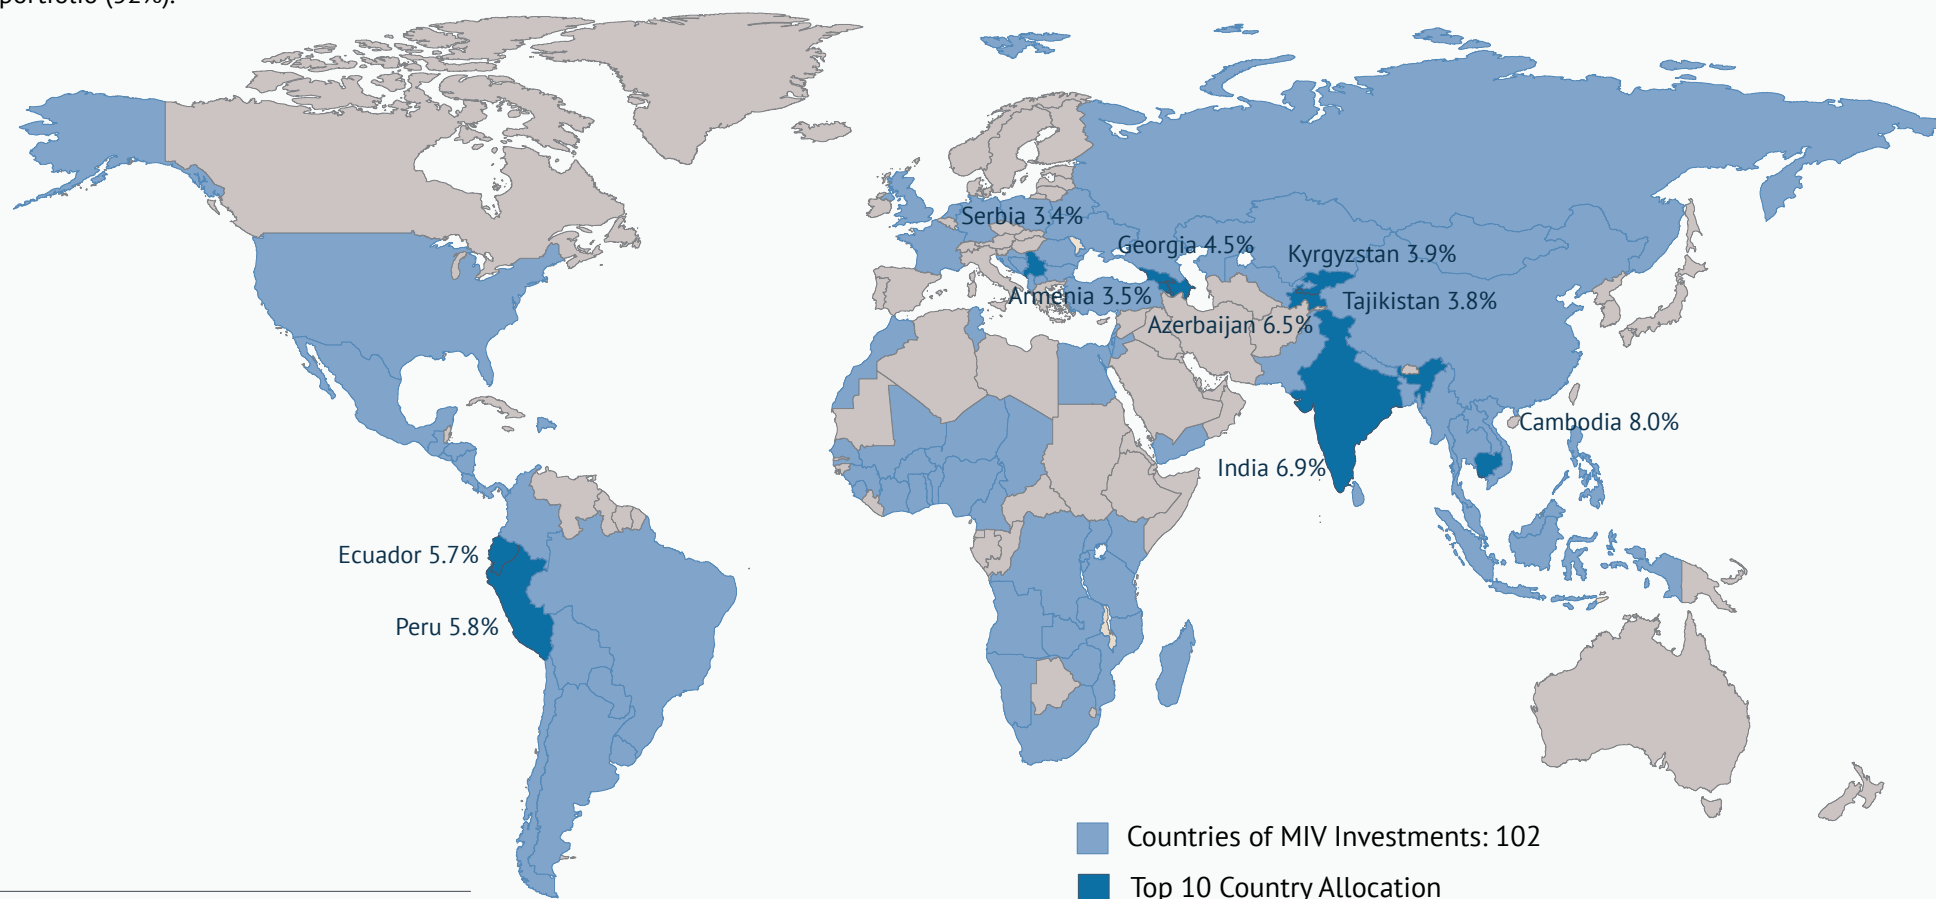 portfolio (52%).
Serbia 3.4%
Georgia 4.5%
Kyrgyzstan 3.9%
Armenia 3.5%
Tajikistan 3.8%
Azerbaijan 6.5%
Cambodia 8.0%
India 6.9%
Ecuador 5.7%
Peru 5.8%
Countries of MIV Investments: 102
Top 10 Country Allocation